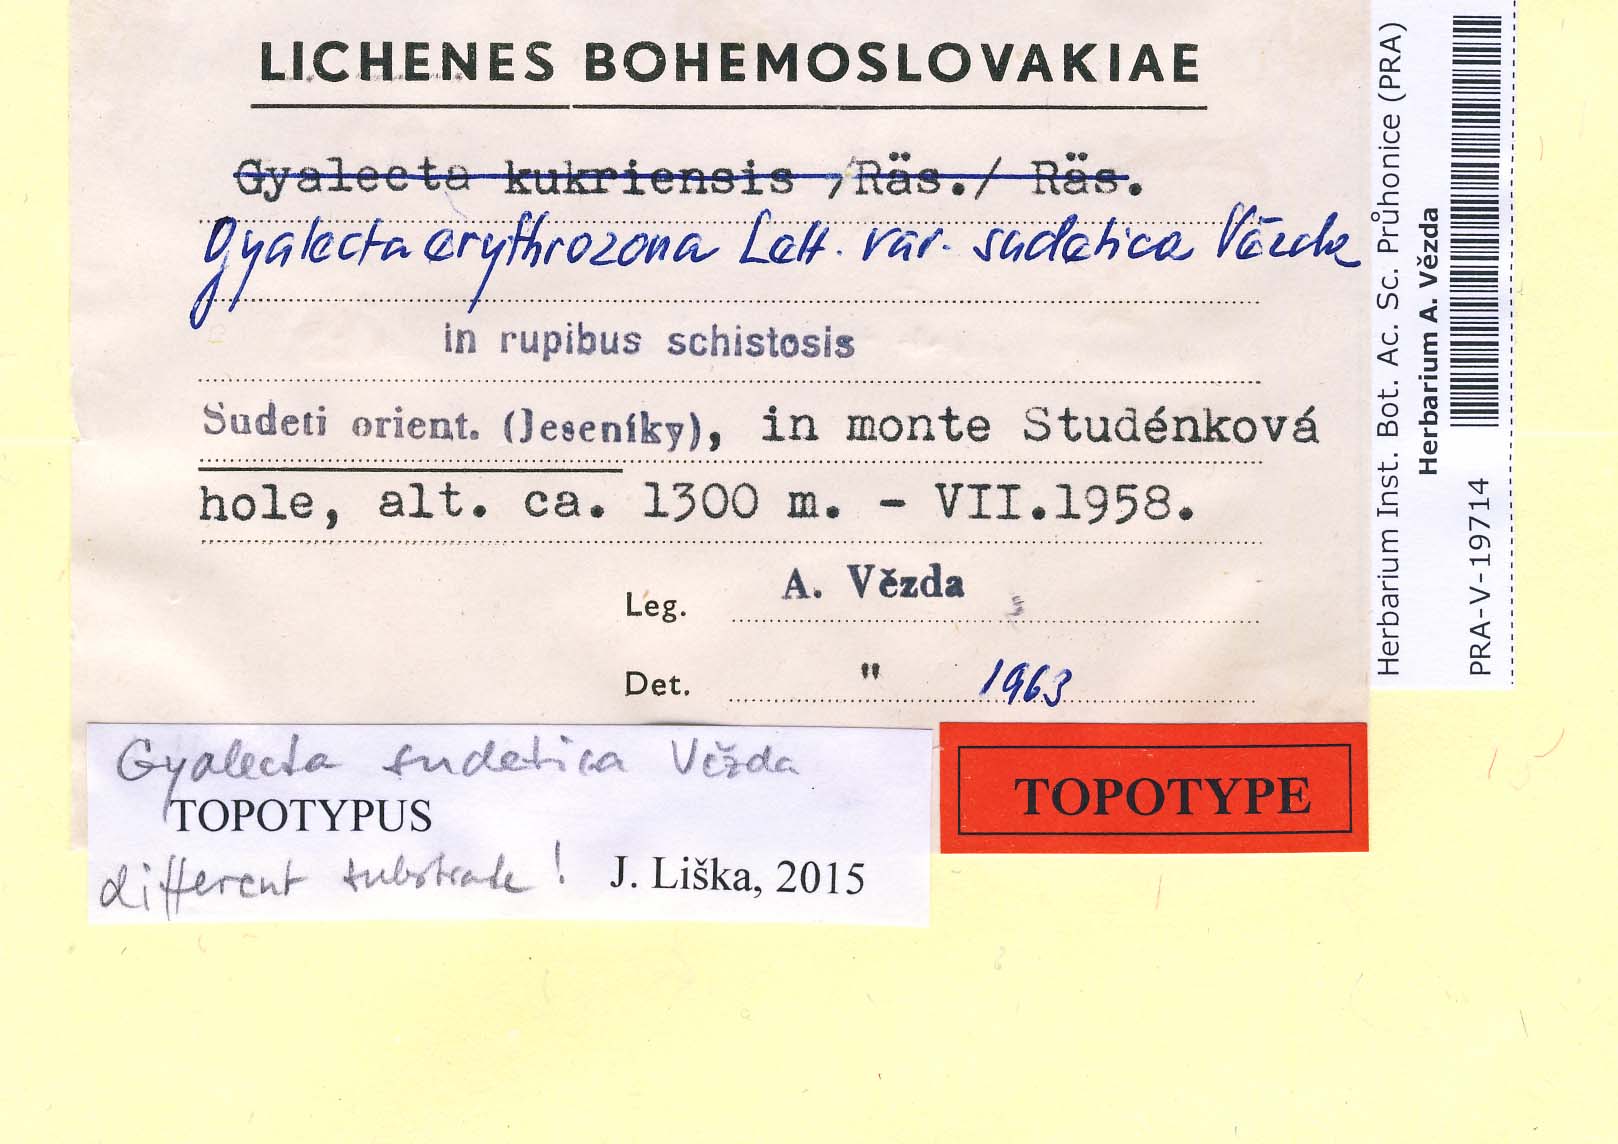 LICHENES BOHEMOSLOVAKIAE
Gyalecta kukriensis /Räs./ Räs.
Gyalecta erythrozona Lett. var. sudetica Vězda
in rupibus schistosis
Sudeti orient. (Jeseníky), in monte Studénková
hole, alt. ca. 1300 m. - VII.1958.
Leg. A. Vězda
Det. " 1963
Gyalecta sudetica Vězda
TOPOTYPUS
different substrate! J. Liška, 2015
TOPOTYPE
Herbarium Inst. Bot. Ac. Sc. Průhonice (PRA)
Herbarium A. Vězda
PRA-V-19714